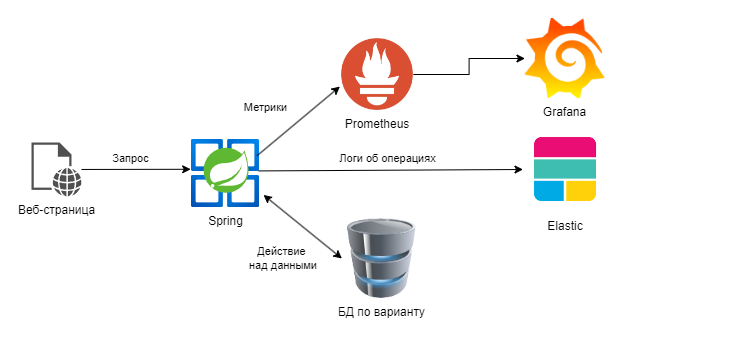 Grafana
Метрики
Prometheus
Запрос
Логи об операциях
Веб-страница
Spring
Elastic
Действие
над данными
БД по варианту